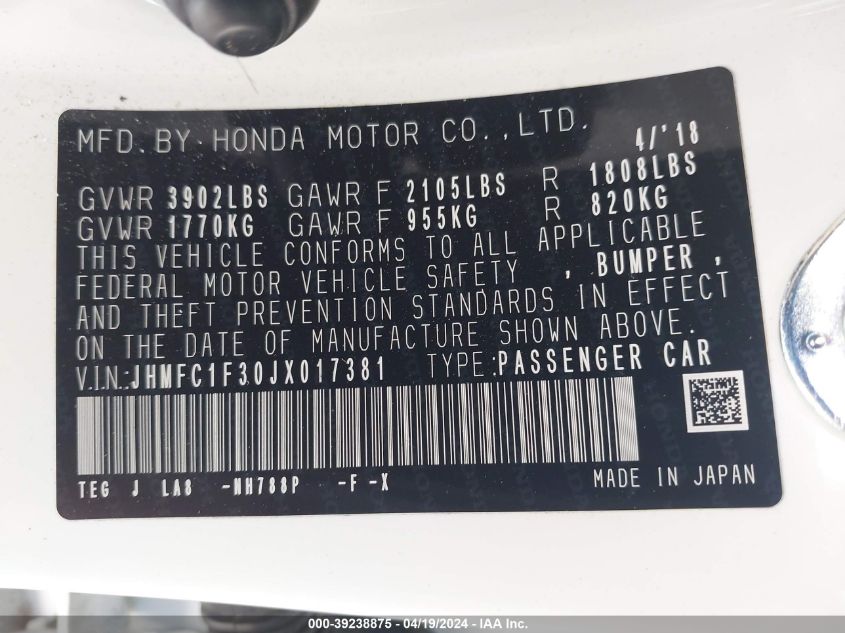 MFD. BY HONDA MOTOR CO., LTD. 4/'18
GVWR 3902LBS GAWR F 2105LBS R 1808LBS
GVWR 1770KG GAWR F 955KG R 820KG
THIS VEHICLE CONFORMS TO ALL APPLICABLE
FEDERAL MOTOR VEHICLE SAFETY , BUMPER ,
AND THEFT PREVENTION STANDARDS IN EFFECT
ON THE DATE OF MANUFACTURE SHOWN ABOVE.
V.I.N.:JHMFC1F30JX017381 TYPE:PASSENGER CAR
TEG J LA8 -NH788P -F -X MADE IN JAPAN
000-39238875 - 04/19/2024 - IAA Inc.